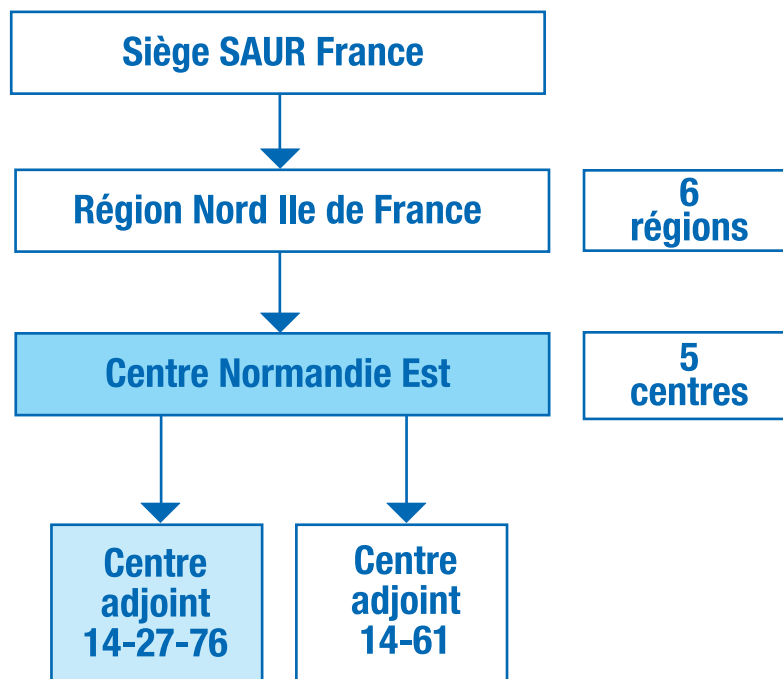 Siège SAUR France
Région Nord Ile de France
6
régions
Centre Normandie Est
5
centres
Centre
adjoint
14-27-76
Centre
adjoint
14-61